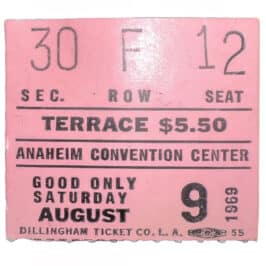 30 F 12
SEC. ROW SEAT
TERRACE $5.50
ANAHEIM CONVENTION CENTER
GOOD ONLY
SATURDAY
AUGUST 9 1969
DILLINGHAM TICKET CO. L.A. 55